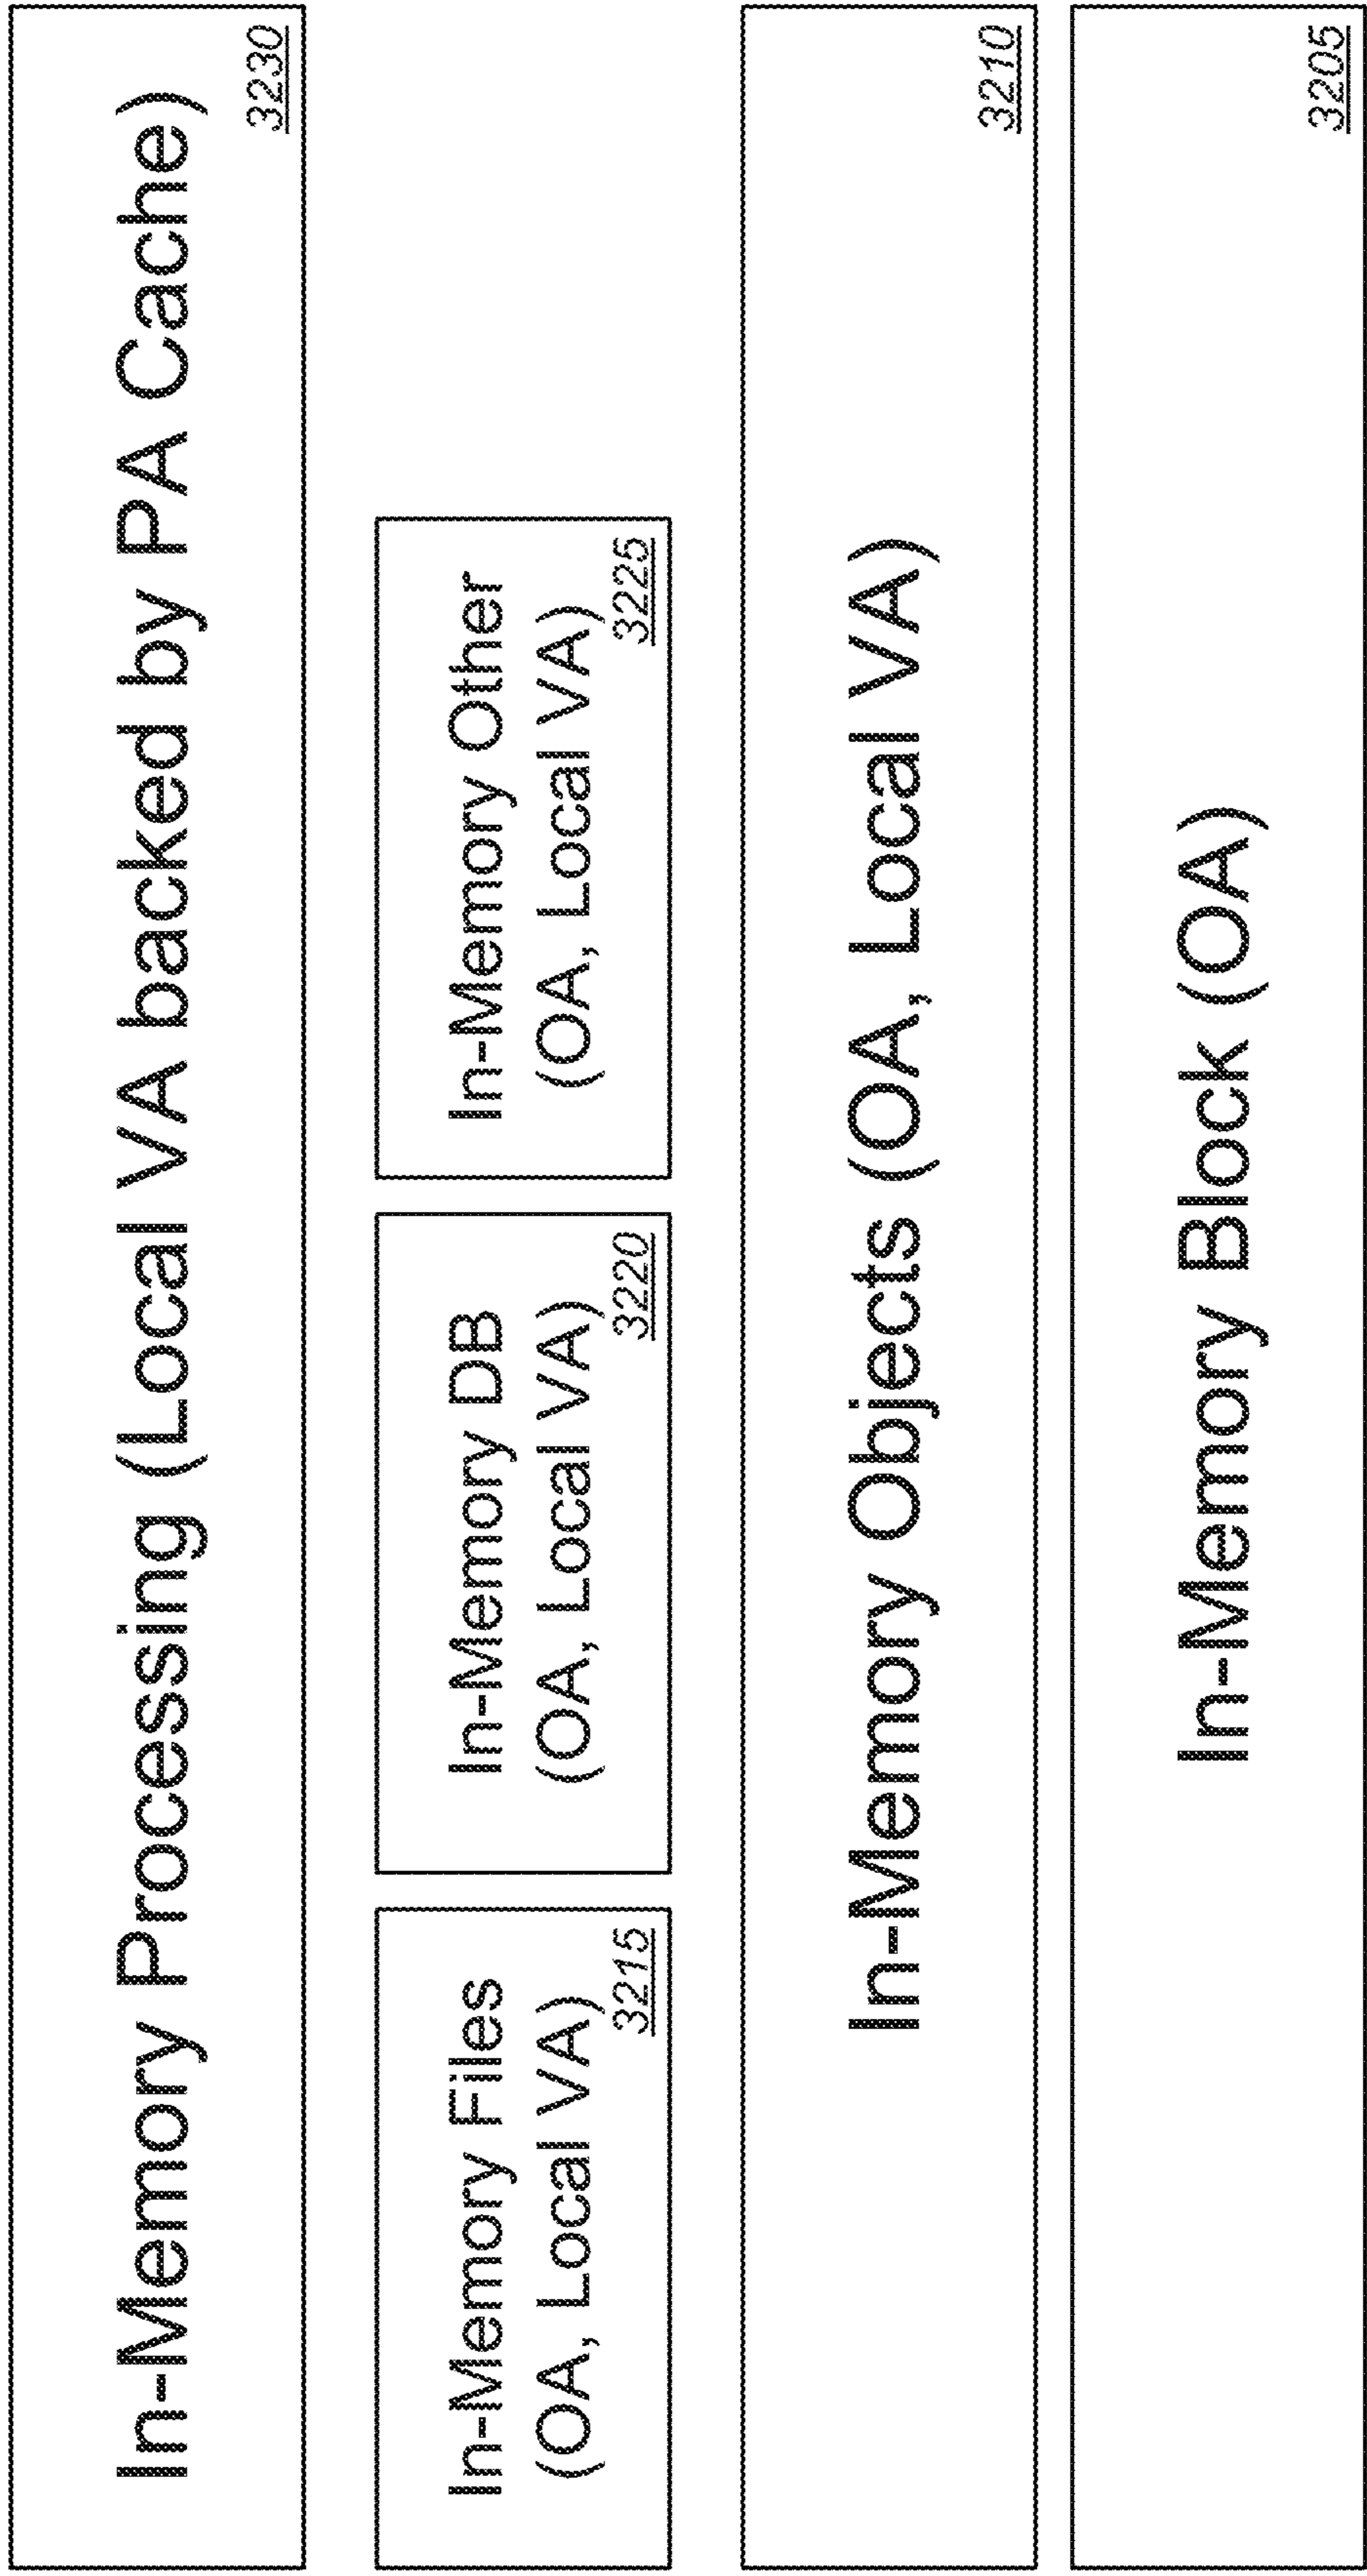 In-Memory Processing (Local VA backed by PA Cache)
3230
In-Memory Files
(OA, Local VA)
3215
In-Memory DB
(OA, Local VA)
3220
In-Memory Other
(OA, Local VA)
3225
In-Memory Objects (OA, Local VA)
3210
In-Memory Block (OA)
3205